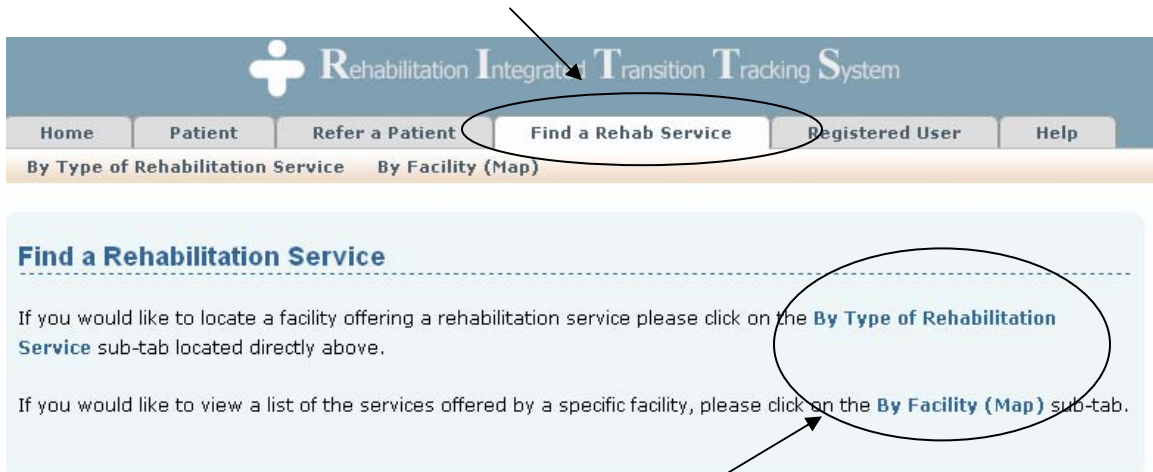 Rehabilitation Integrated Transition Tracking System
Home Patient Refer a Patient Find a Rehab Service Registered User Help
By Type of Rehabilitation Service By Facility (Map)
Find a Rehabilitation Service
If you would like to locate a facility offering a rehabilitation service please click on the By Type of Rehabilitation
Service sub-tab located directly above.
If you would like to view a list of the services offered by a specific facility, please click on the By Facility (Map) sub-tab.